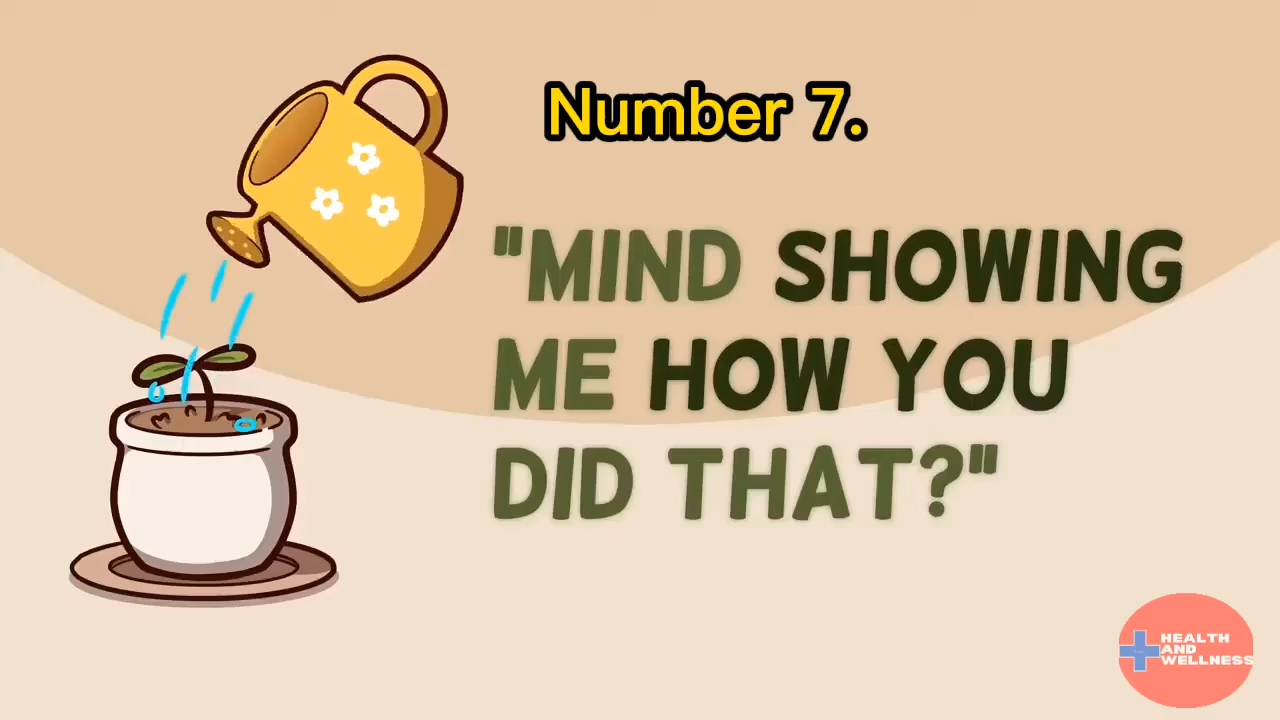 Number 7.
"MIND SHOWING
ME HOW YOU
DID THAT?"
HEALTH
AND
WELLNESS